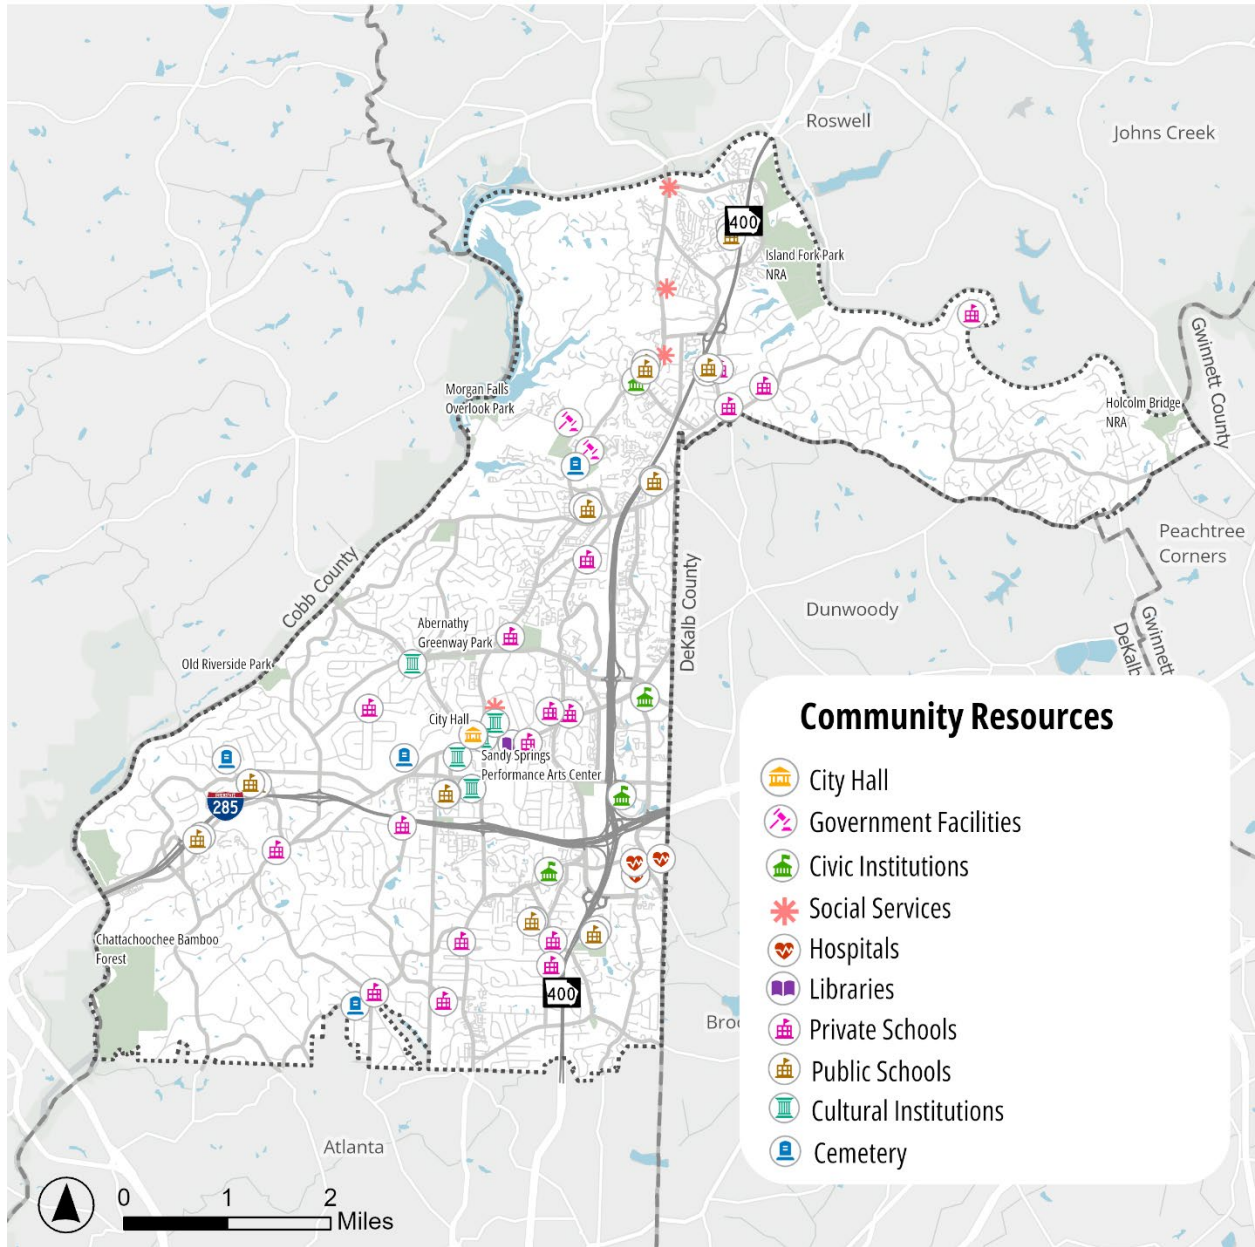 Roswell
Johns Creek
400
Island Fork Park
NRA
Gwinnett County
Morgan Falls
Overlook Park
Holcolm Bridge
NRA
Peachtree
Corners
Cobb County
DeKalb County
Dunwoody
Gwinnett
DeKalb
Abernathy
Greenway Park
Old Riverside Park
City Hall
Sandy Springs
Performance Arts Center
285
Chattachoochee Bamboo
Forest
400
Broo
Atlanta
Community Resources
City Hall
Government Facilities
Civic Institutions
Social Services
Hospitals
Libraries
Private Schools
Public Schools
Cultural Institutions
Cemetery
0 1 2
Miles